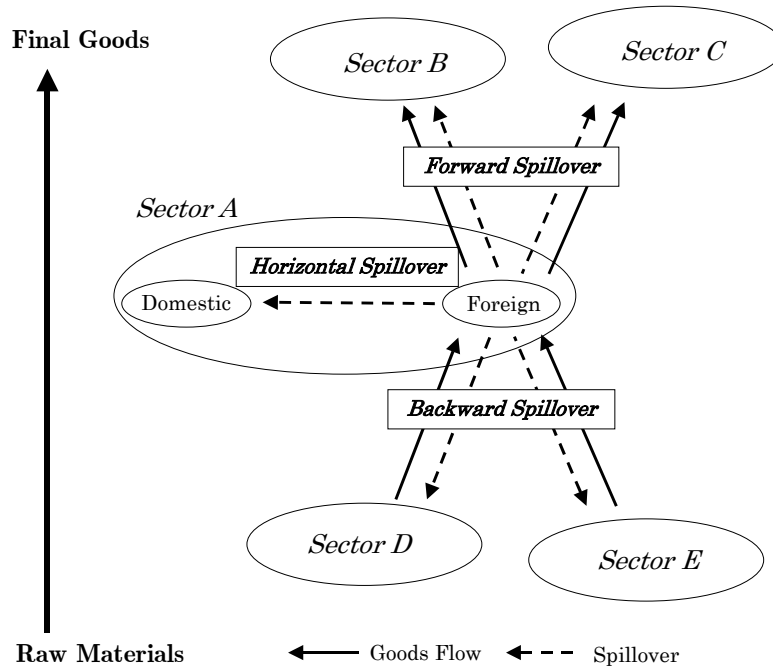 Final Goods
Sector B
Sector C
Forward Spillover
Sector A
Horizontal Spillover
Domestic
Foreign
Backward Spillover
Sector D
Sector E
Raw Materials
Goods Flow
Spillover